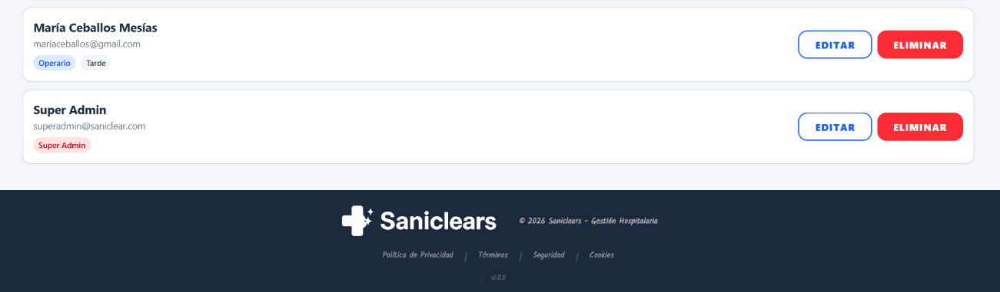 María Ceballos Mesías
mariaceballos@gmail.com
Operario Tarde
EDITAR ELIMINAR
Super Admin
superadmin@saniclear.com
Super Admin
EDITAR ELIMINAR
Saniclears © 2026 Saniclears - Gestión Hospitalaria
Política de Privacidad / Términos / Seguridad / Cookies
v1.0.0